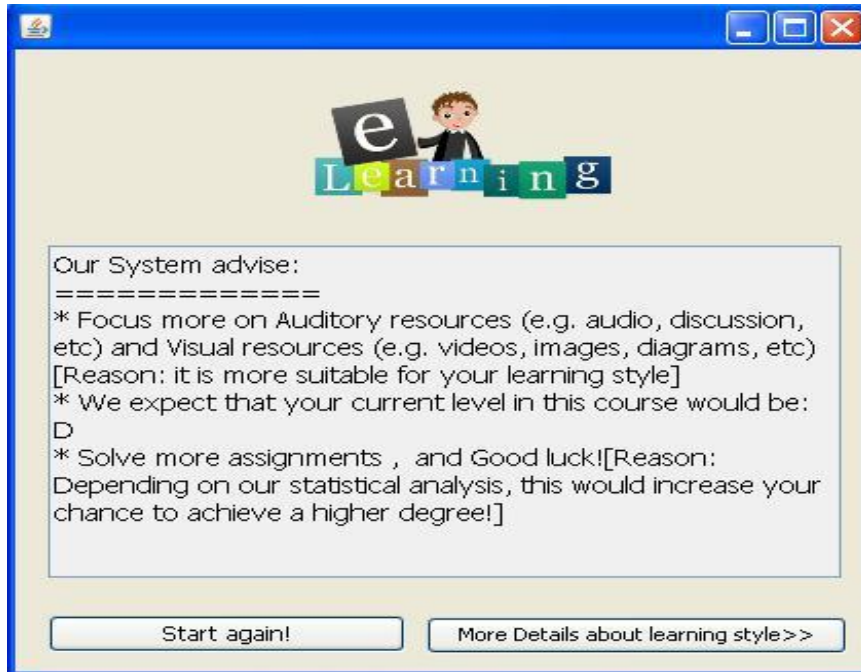 e
Learning
Our System advise:
=============
* Focus more on Auditory resources (e.g. audio, discussion,
etc) and Visual resources (e.g. videos, images, diagrams, etc)
[Reason: it is more suitable for your learning style]
* We expect that your current level in this course would be:
D
* Solve more assignments ,  and Good luck![Reason:
Depending on our statistical analysis, this would increase your
chance to achieve a higher degree!]
Start again!
More Details about learning style>>